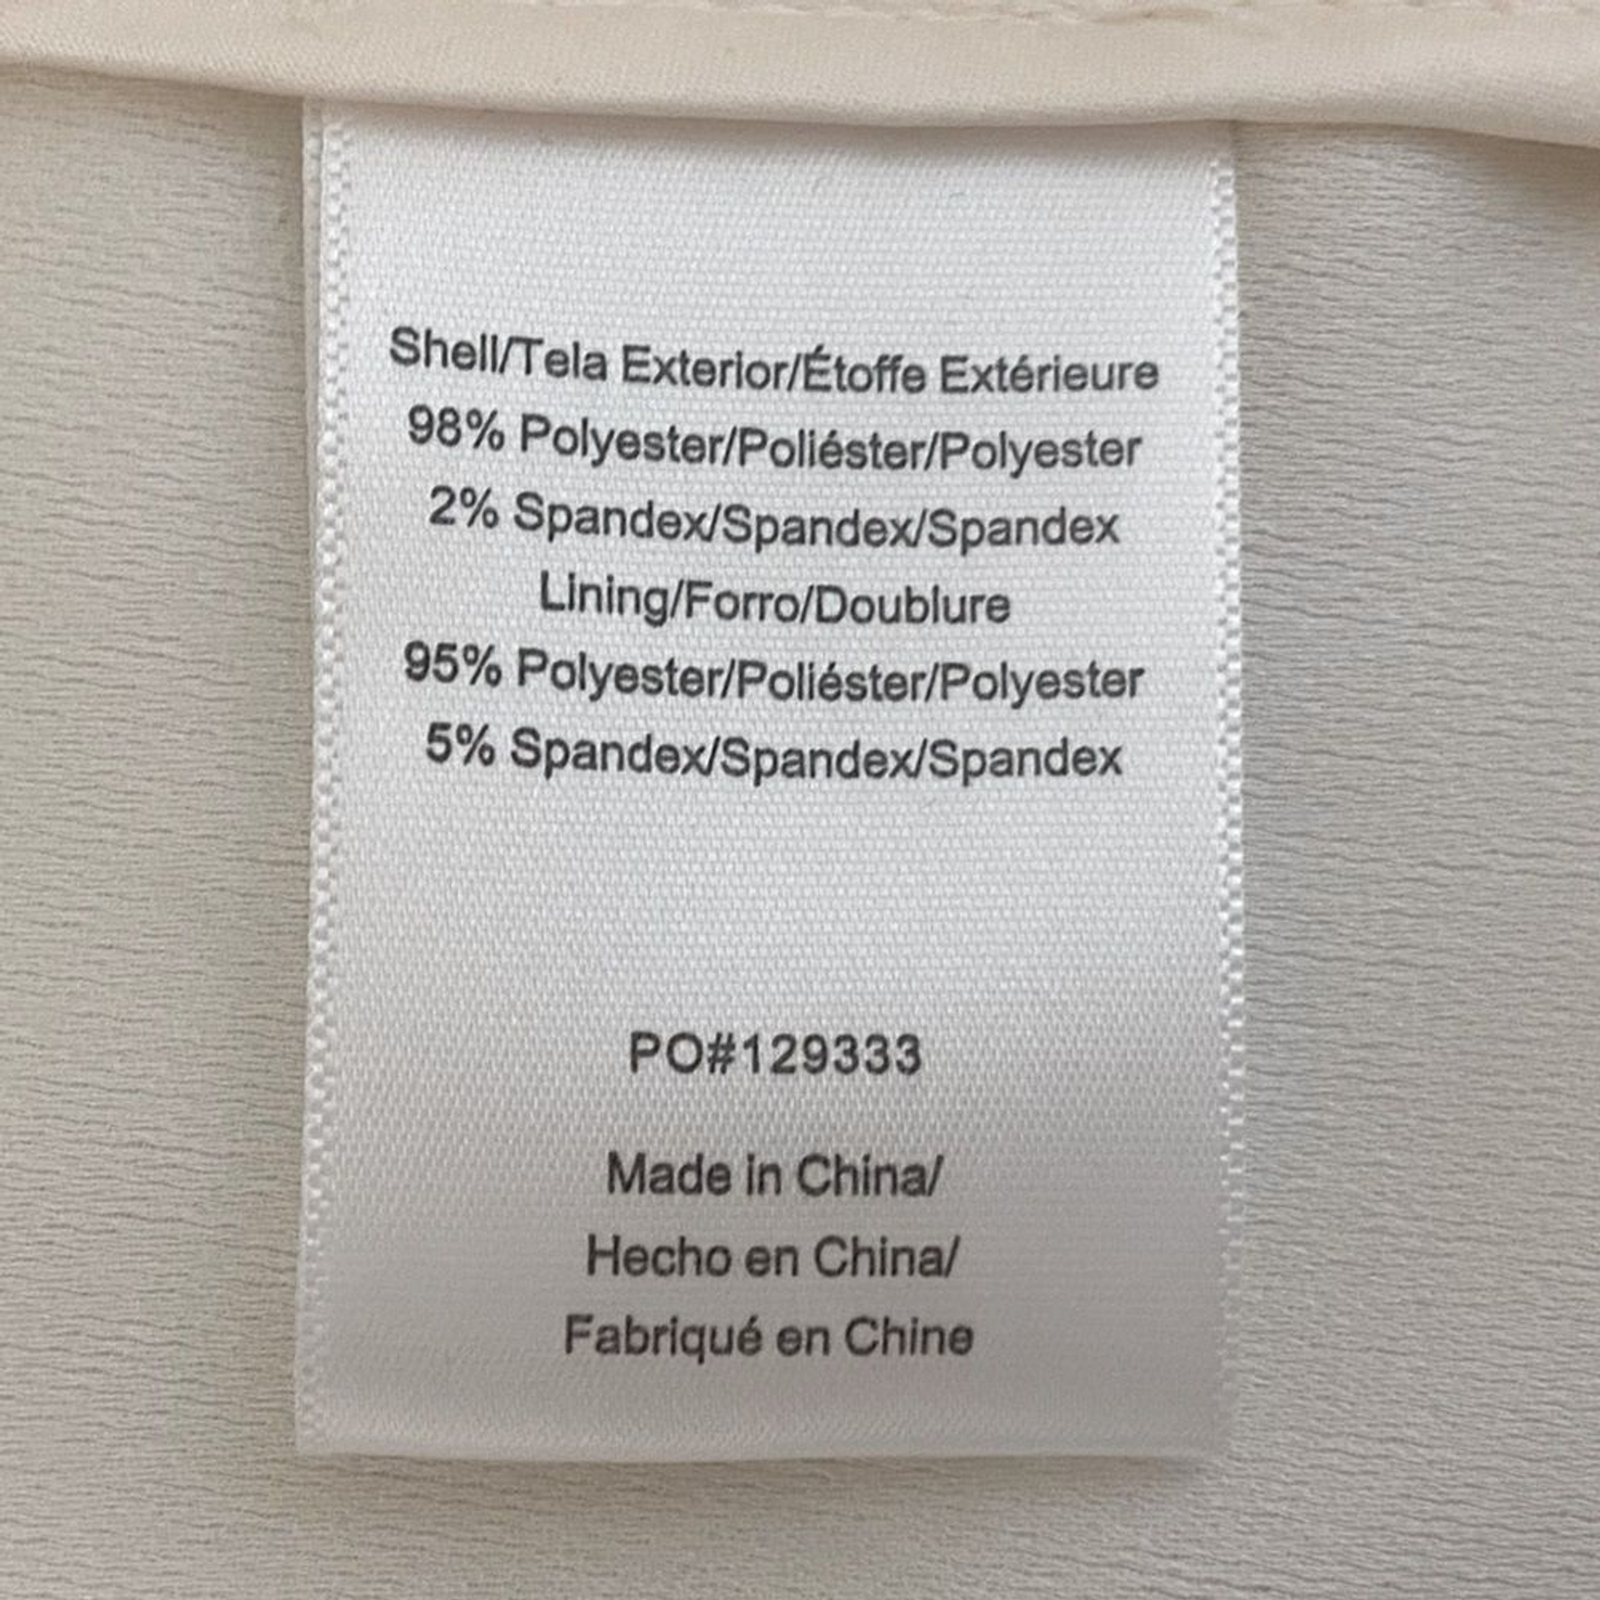 Shell/Tela Exterior/Étoffe Extérieure
98% Polyester/Poliéster/Polyester
2% Spandex/Spandex/Spandex
Lining/Forro/Doublure
95% Polyester/Poliéster/Polyester
5% Spandex/Spandex/Spandex
PO#129333
Made in China/
Hecho en China/
Fabriqué en Chine